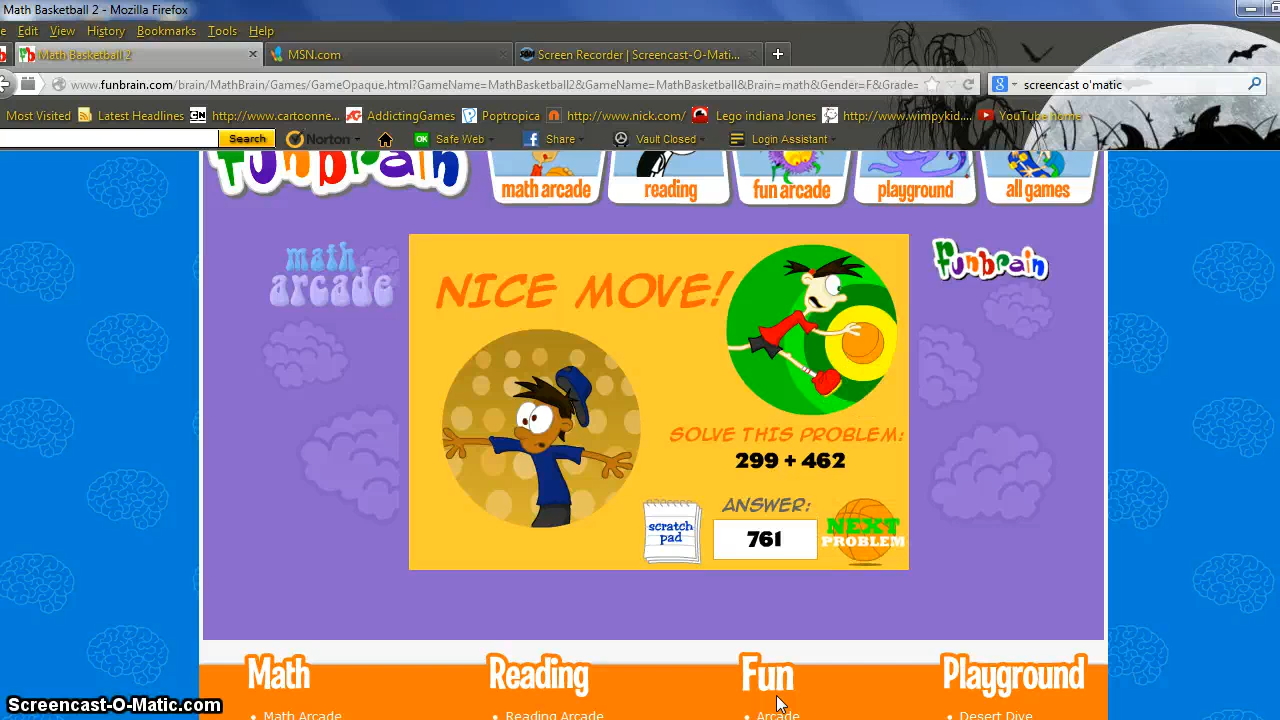 Math Basketball 2 - Mozilla Firefox
Edit View History Bookmarks Tools Help
Math Basketball 2 MSN.com Screen Recorder | Screencast-O-Mati...
www.funbrain.com/brain/MathBrain/Games/GameOpaque.html?GameName=MathBasketball2&GameName=MathBasketball&Brain=math&Gender=F&Grade= screencast o'matic
Most Visited Latest Headlines http://www.cartoonne... AddictingGames Poptropica http://www.nick.com/ Lego indiana Jones http://www.wimpykid.... YouTube home
Search Norton OK Safe Web Share Vault Closed Login Assistant
funbrain
math arcade reading fun arcade playground all games
math arcade
funbrain
NICE MOVE!
SOLVE THIS PROBLEM:
299 + 462
ANSWER:
scratch pad
761
NEXT PROBLEM
Math Reading Fun Playground
• Math Arcade • Reading Arcade • Arcade • Desert Dive
Screencast-O-Matic.com